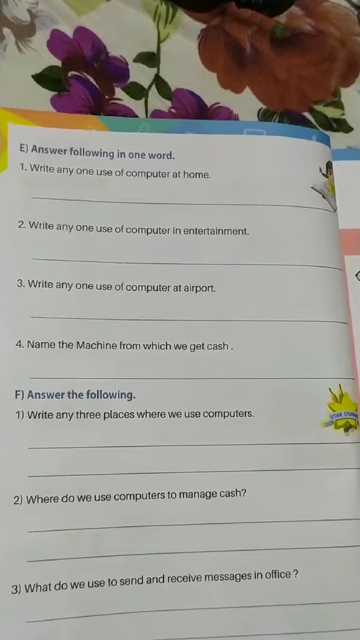 E) Answer following in one word.
1. Write any one use of computer at home.
2. Write any one use of computer in entertainment.
3. Write any one use of computer at airport.
4. Name the Machine from which we get cash .
F) Answer the following.
1) Write any three places where we use computers.
2) Where do we use computers to manage cash?
3) What do we use to send and receive messages in office ?